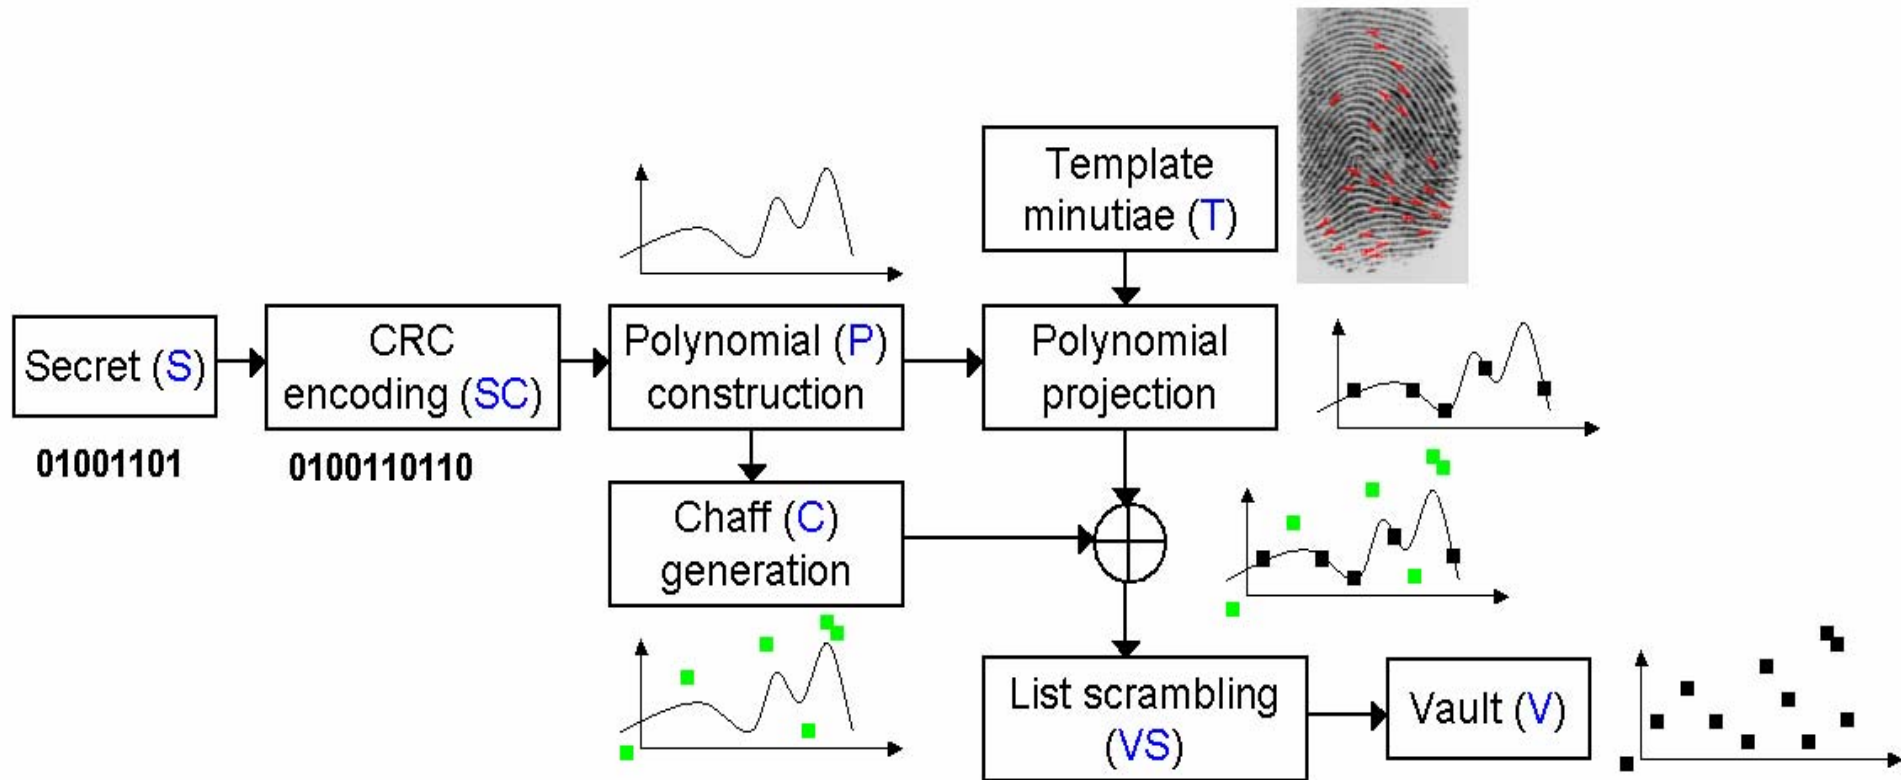 Template
minutiae (T)
Secret (S)
CRC
encoding (SC)
Polynomial (P)
construction
Polynomial
projection
01001101
0100110110
Chaff (C)
generation
List scrambling
(VS)
Vault (V)